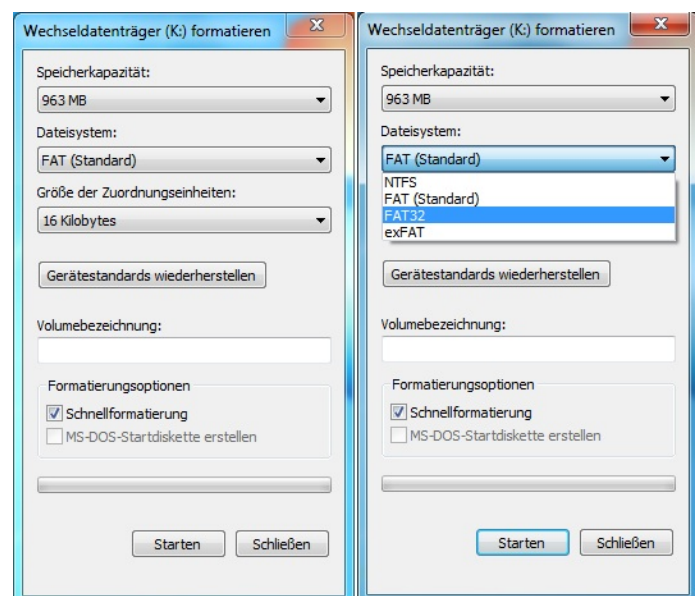 Wechseldatenträger (K:) formatieren
Speicherkapazität:
963 MB
Dateisystem:
FAT (Standard)
Größe der Zuordnungseinheiten:
16 Kilobytes
Gerätestandards wiederherstellen
Volumebezeichnung:
Formatierungsoptionen
Schnellformatierung
MS-DOS-Startdiskette erstellen
Starten Schließen
Wechseldatenträger (K:) formatieren
Speicherkapazität:
963 MB
Dateisystem:
FAT (Standard)
NTFS
FAT (Standard)
FAT32
exFAT
Gerätestandards wiederherstellen
Volumebezeichnung:
Formatierungsoptionen
Schnellformatierung
MS-DOS-Startdiskette erstellen
Starten Schließen